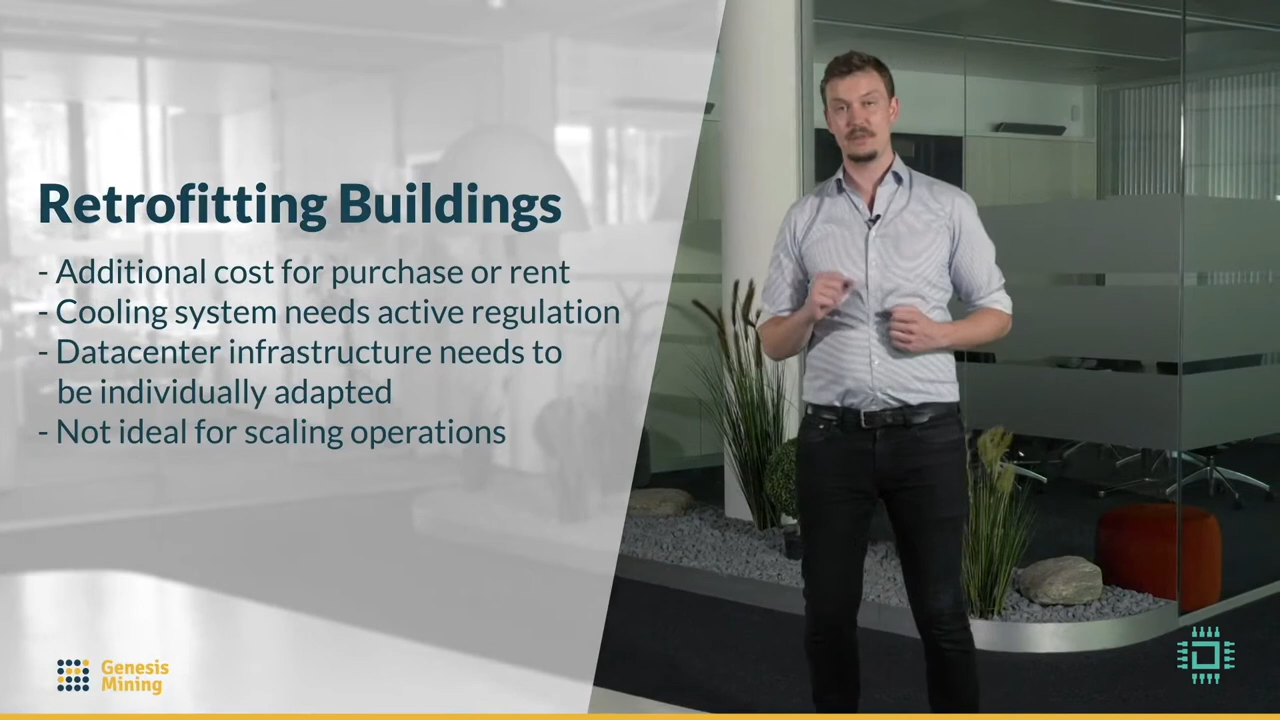 Retrofitting Buildings
- Additional cost for purchase or rent
- Cooling system needs active regulation
- Datacenter infrastructure needs to
be individually adapted
- Not ideal for scaling operations
Genesis
Mining